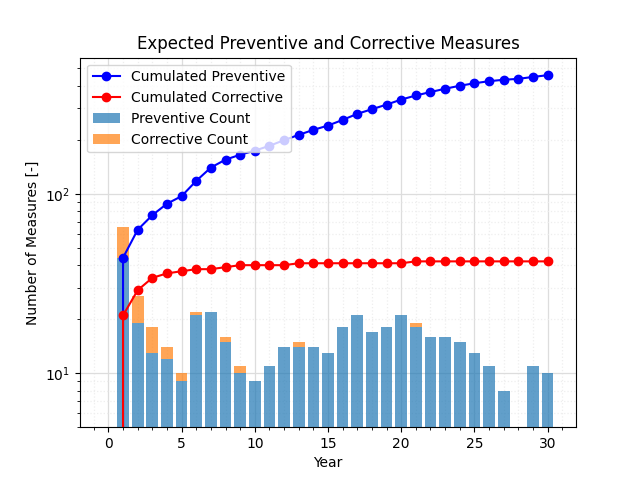 Expected Preventive and Corrective Measures
Cumulated Preventive
Cumulated Corrective
Preventive Count
Corrective Count
Number of Measures [-]
10²
10¹
0 5 10 15 20 25 30
Year